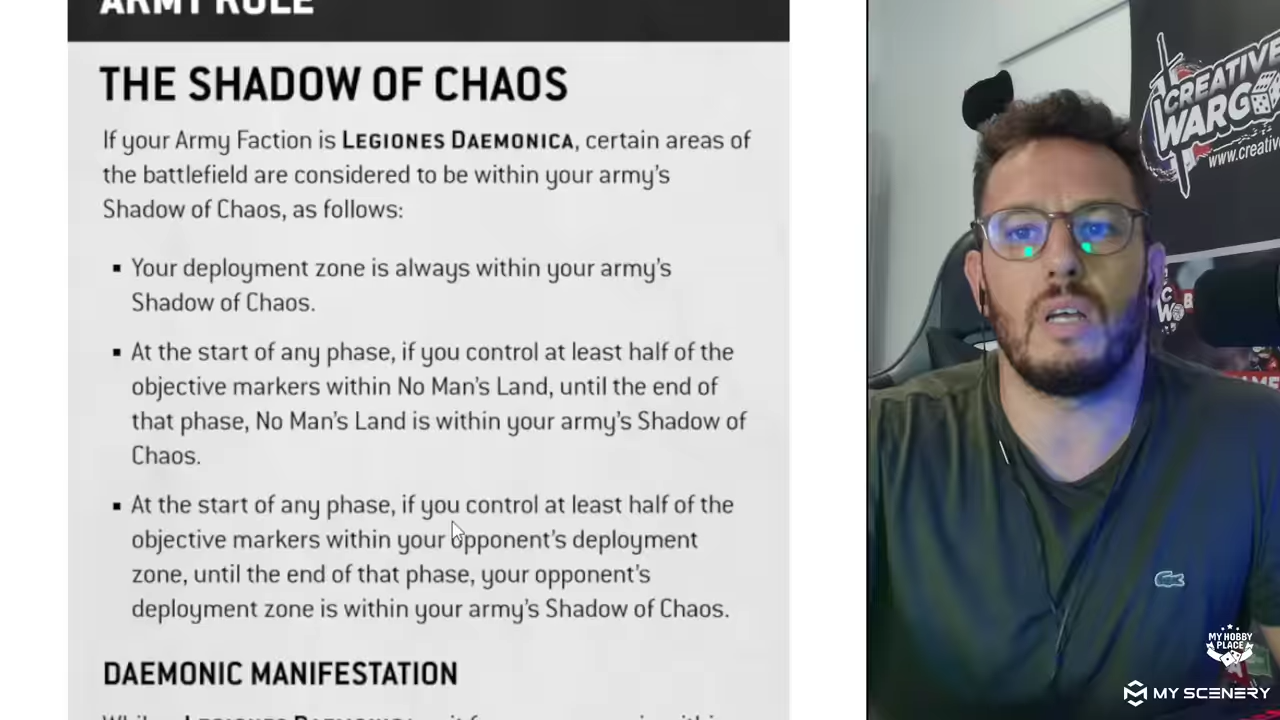 ARMY RULE
THE SHADOW OF CHAOS
If your Army Faction is LEGIONES DAEMONICA, certain areas of
the battlefield are considered to be within your army's
Shadow of Chaos, as follows:
▪ Your deployment zone is always within your army's
Shadow of Chaos.
▪ At the start of any phase, if you control at least half of the
objective markers within No Man's Land, until the end of
that phase, No Man's Land is within your army's Shadow of
Chaos.
▪ At the start of any phase, if you control at least half of the
objective markers within your opponent's deployment
zone, until the end of that phase, your opponent's
deployment zone is within your army's Shadow of Chaos.
DAEMONIC MANIFESTATION
CREATIVE
WARG
www.creative
MY HOBBY
PLACE
MY SCENERY